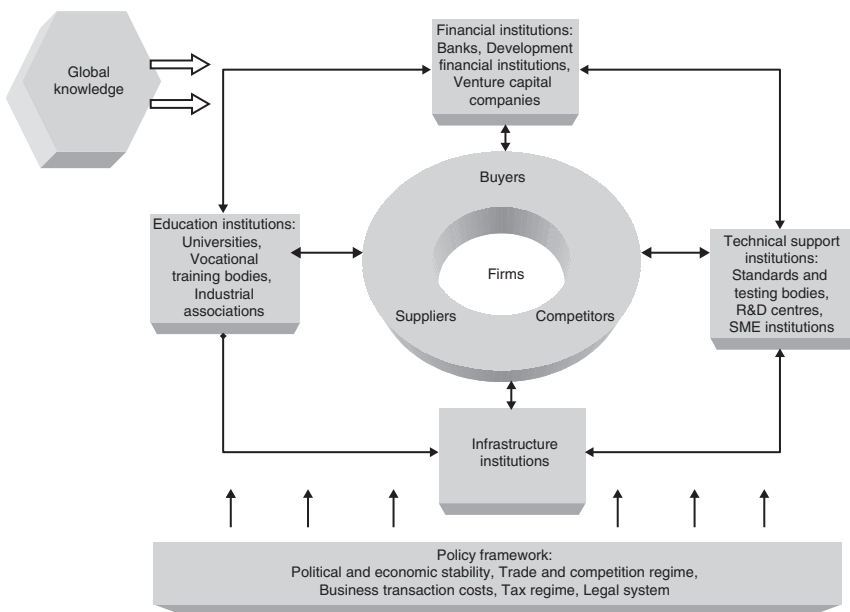 Global
knowledge
Financial institutions:
Banks, Development
financial institutions,
Venture capital
companies
Buyers
Education institutions:
Universities,
Vocational
training bodies,
Industrial
associations
Firms
Suppliers
Competitors
Technical support
institutions:
Standards and
testing bodies,
R&D centres,
SME institutions
Infrastructure
institutions
Policy framework:
Political and economic stability, Trade and competition regime,
Business transaction costs, Tax regime, Legal system